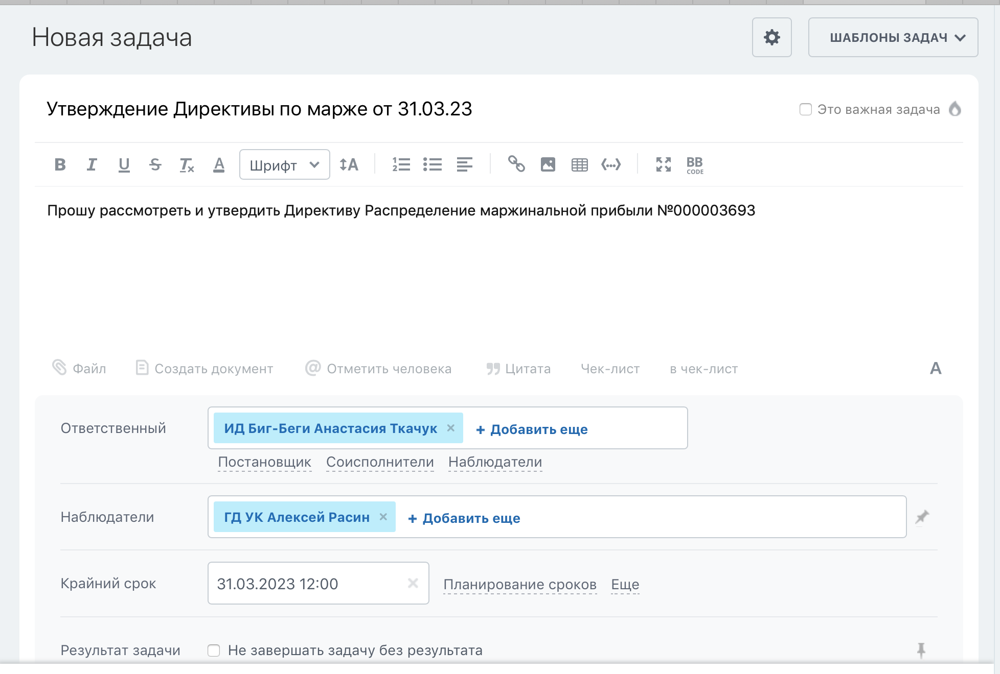 Новая задача
ШАБЛОНЫ ЗАДАЧ
Утверждение Директивы по марже от 31.03.23
Это важная задача
B I U S Tx A Шрифт A
BB CODE
Прошу рассмотреть и утвердить Директиву Распределение маржинальной прибыли №000003693
Файл Создать документ Отметить человека Цитата Чек-лист в чек-лист A
Ответственный ИД Биг-Беги Анастасия Ткачук × + Добавить еще
Постановщик Соисполнители Наблюдатели
Наблюдатели ГД УК Алексей Расин × + Добавить еще
Крайний срок 31.03.2023 12:00 × Планирование сроков Еще
Результат задачи Не завершать задачу без результата